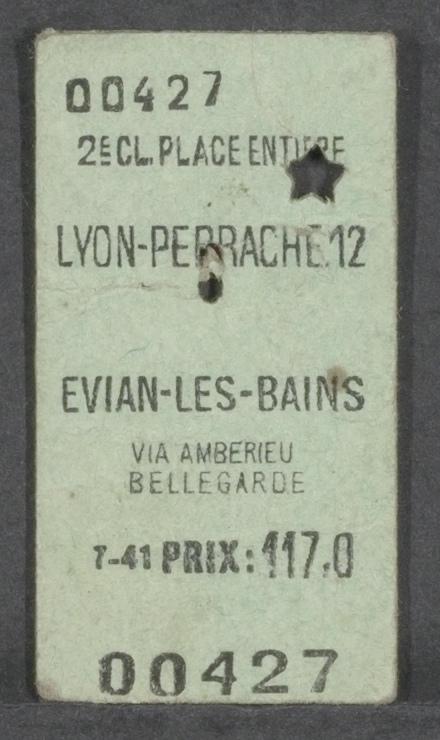 00427
2E CL. PLACE ENTIERE
LYON-PERRACHE.12
EVIAN-LES-BAINS
VIA AMBERIEU
BELLEGARDE
T-41 PRIX: 117.0
00427